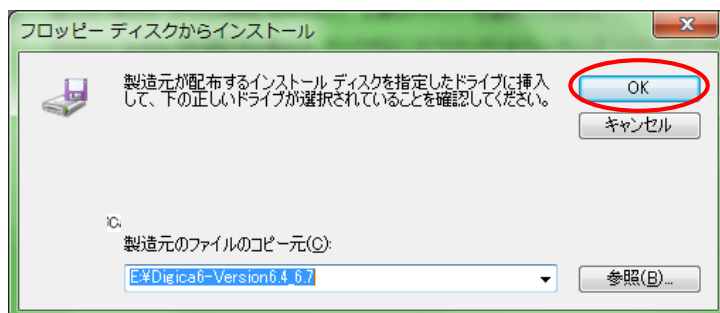 フロッピー ディスクからインストール
製造元が配布するインストール ディスクを指定したドライブに挿入
して、下の正しいドライブが選択されていることを確認してください。
OK
キャンセル
製造元のファイルのコピー元(C):
E:¥Digica6-Version6.4_6.7
参照(B)...